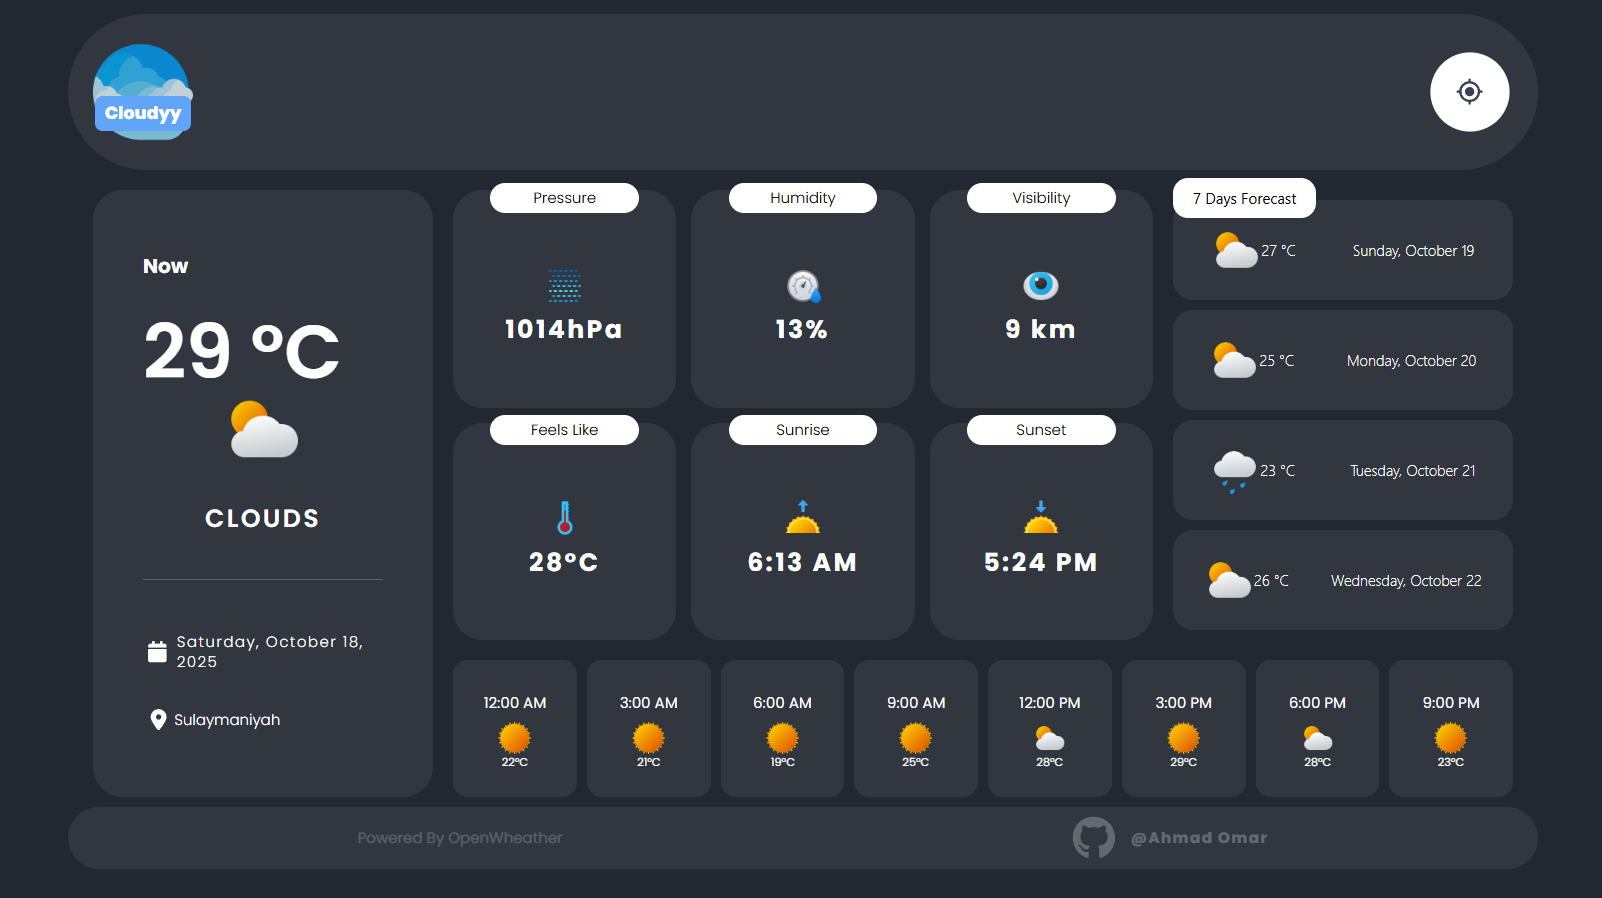 Cloudyy
Now
29 °C
CLOUDS
Saturday, October 18,
2025
Sulaymaniyah
Pressure
1014hPa
Humidity
13%
Visibility
9 km
Feels Like
28°C
Sunrise
6:13 AM
Sunset
5:24 PM
7 Days Forecast
27 °C Sunday, October 19
25 °C Monday, October 20
23 °C Tuesday, October 21
26 °C Wednesday, October 22
12:00 AM
22°C
3:00 AM
21°C
6:00 AM
19°C
9:00 AM
25°C
12:00 PM
28°C
3:00 PM
29°C
6:00 PM
28°C
9:00 PM
23°C
Powered By OpenWheather
@Ahmad Omar